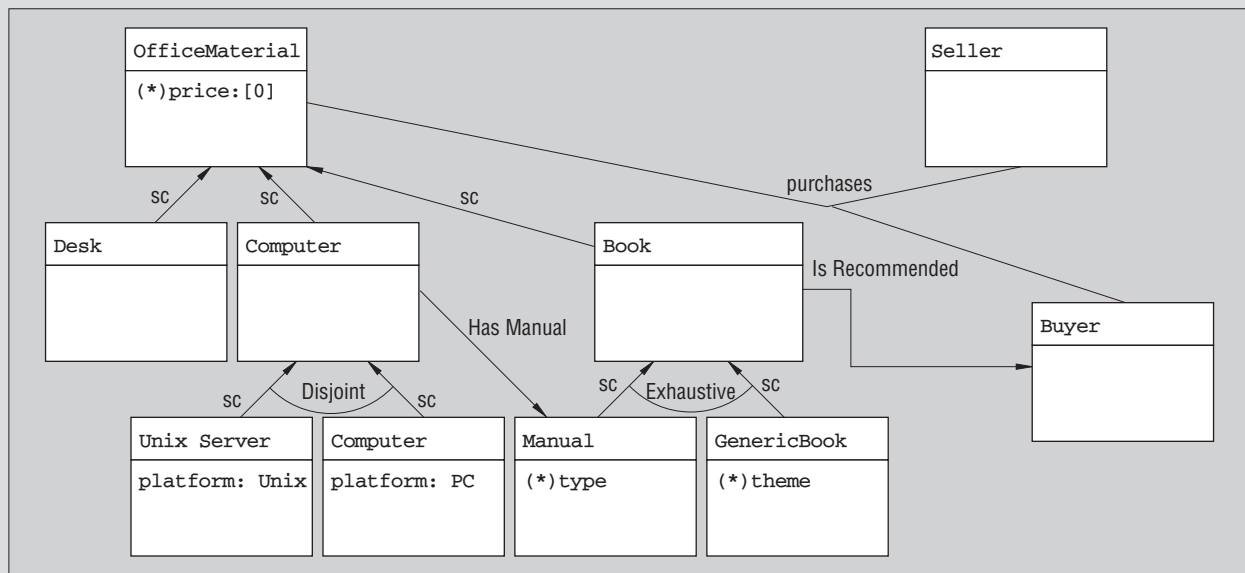 OfficeMaterial
(*)price:[0]
Seller
purchases
sc
sc
sc
Desk
Computer
Book
Is Recommended
Buyer
Has Manual
sc
Disjoint
sc
sc
Exhaustive
sc
Unix Server
platform: Unix
Computer
platform: PC
Manual
(*)type
GenericBook
(*)theme